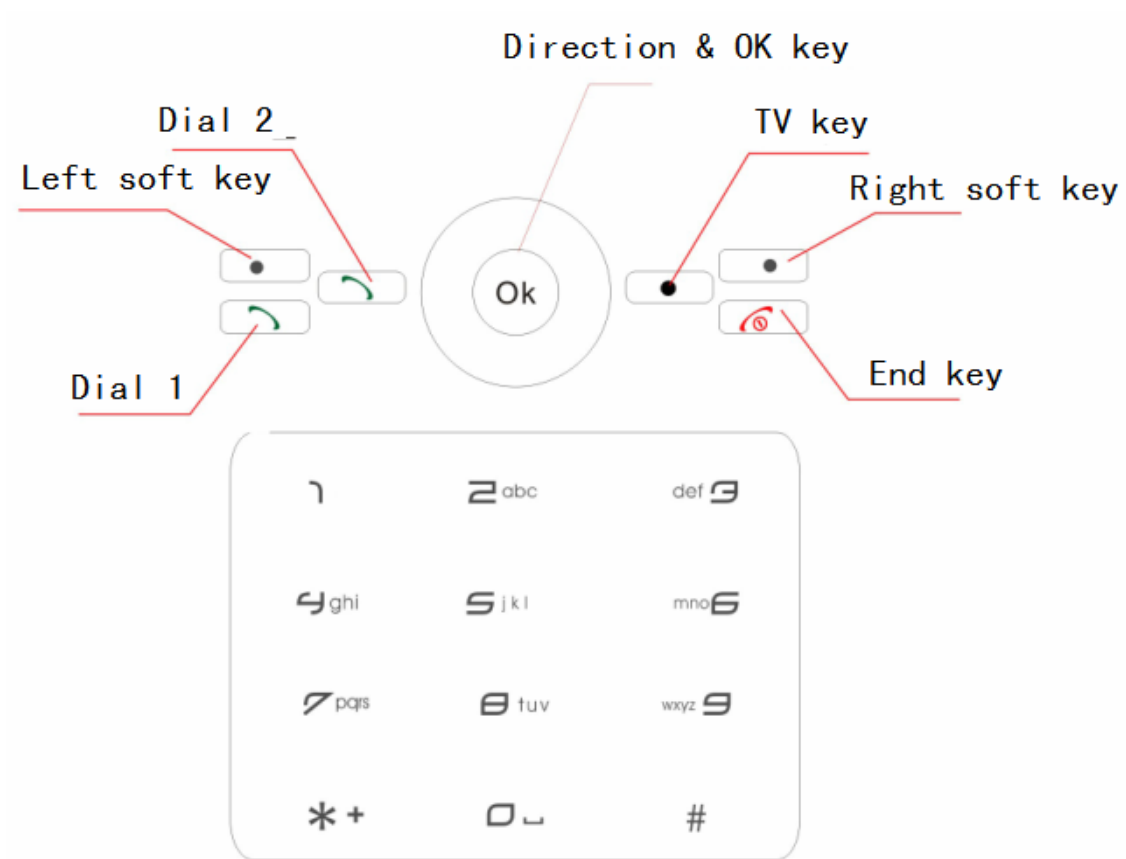 Direction & OK key
Dial 2_
TV key
Left soft key
Right soft key
Ok
Dial 1
End key
1
2 abc
def 3
4 ghi
5 jkl
mno 6
7 pqrs
8 tuv
wxyz 9
* +
0 ⌴
#